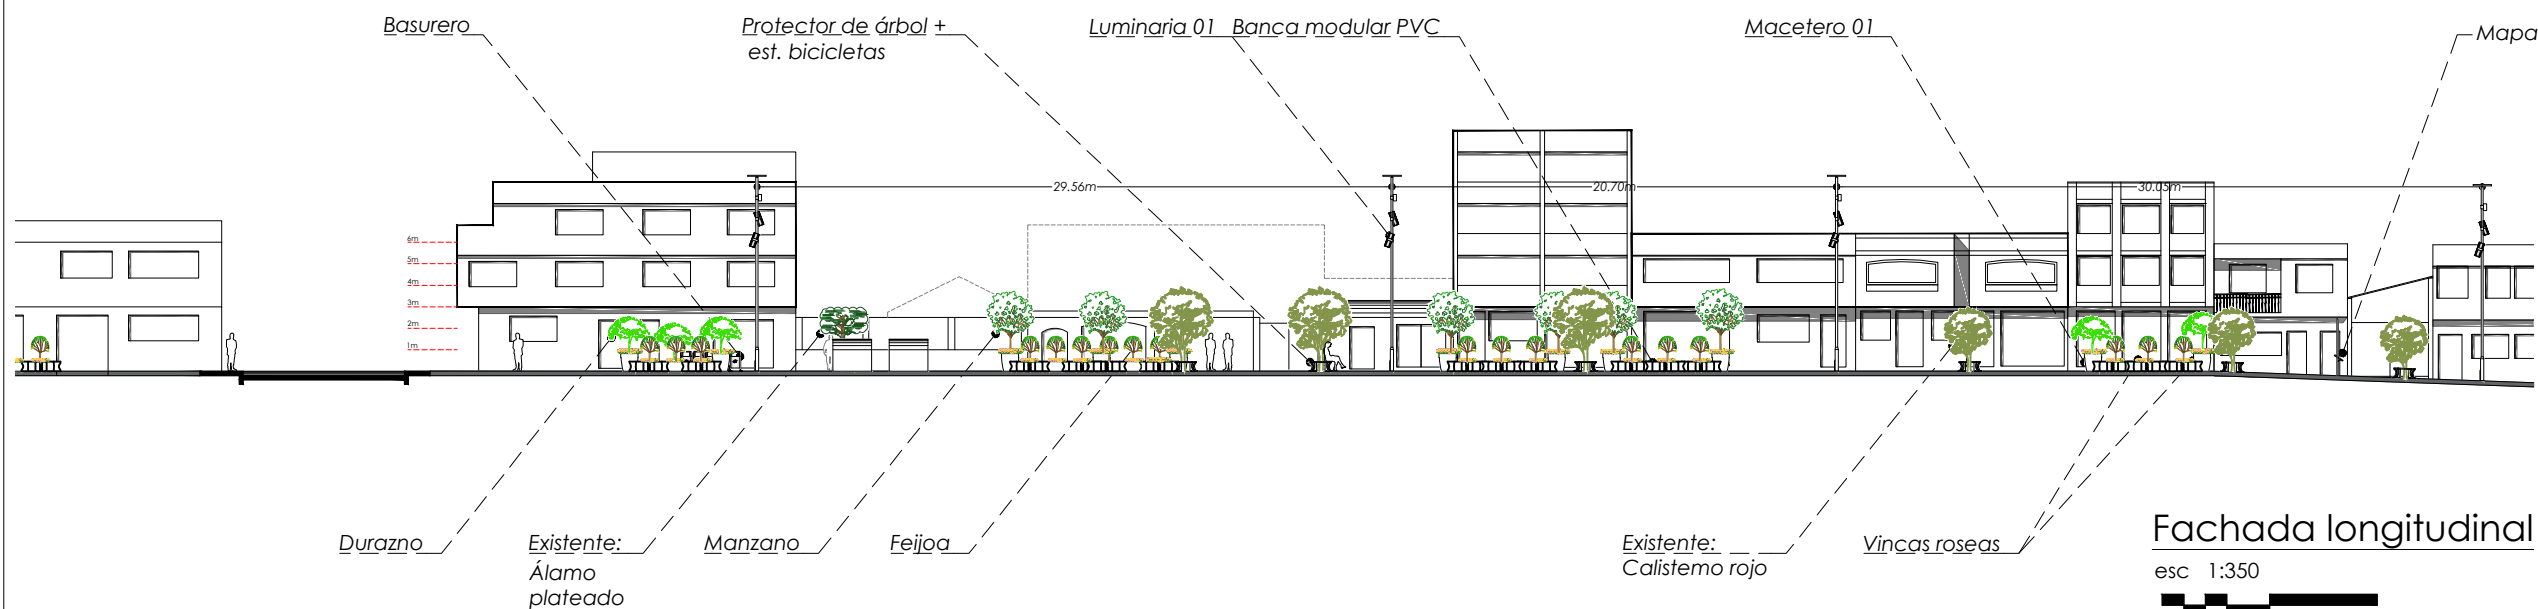 Basurero
Protector de árbol +
est. bicicletas
Luminaria 01
Banca modular PVC
Macetero 01
Mapa
29.56m
20.70m
30.05m
6m
5m
4m
3m
2m
1m
Durazno
Existente:
Álamo
plateado
Manzano
Feijoa
Existente:
Calistemo rojo
Vincas roseas
Fachada longitudinal
esc 1:350